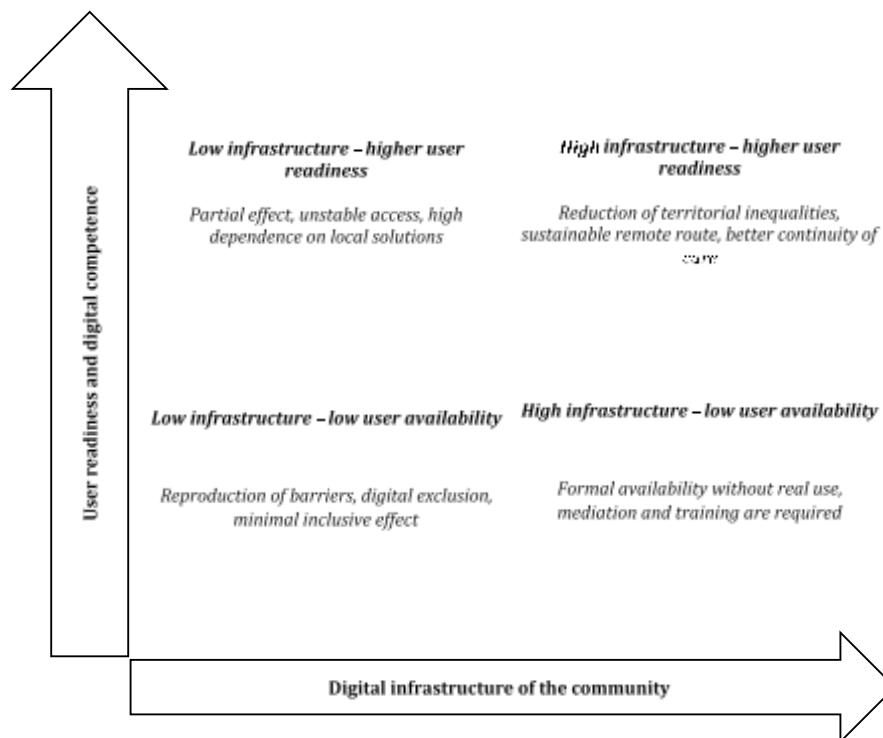 Low infrastructure – higher user
readiness
Partial effect, unstable access, high
dependence on local solutions
High infrastructure – higher user
readiness
Reduction of territorial inequalities,
sustainable remote route, better continuity of
care
User readiness and digital competence
Low infrastructure – low user availability
Reproduction of barriers, digital exclusion,
minimal inclusive effect
High infrastructure – low user availability
Formal availability without real use,
mediation and training are required
Digital infrastructure of the community